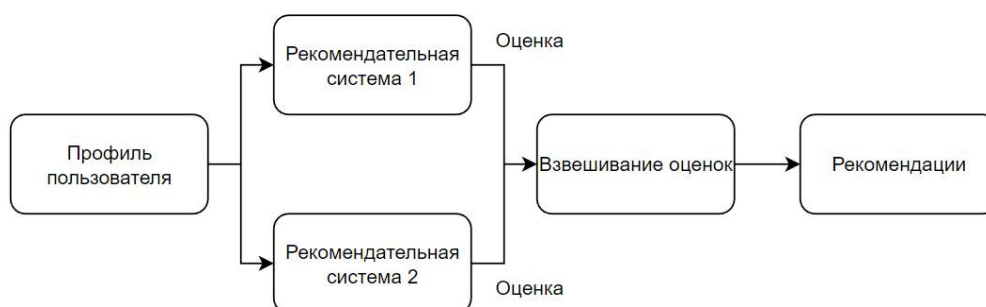 Профиль
пользователя
Рекомендательная
система 1
Оценка
Рекомендательная
система 2
Оценка
Взвешивание оценок
Рекомендации